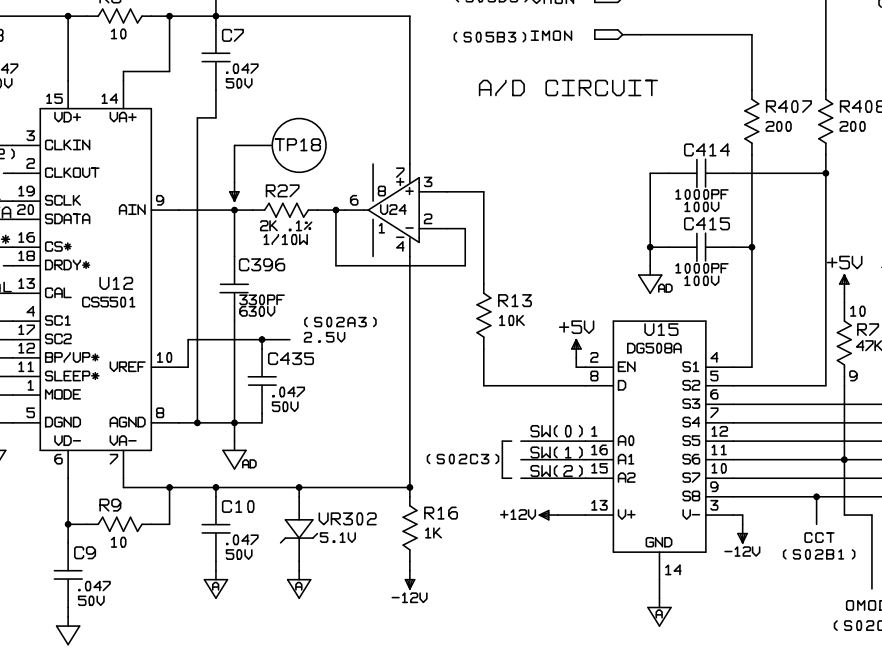 10
C7
.047
50V
(S05B3)IMON
A/D CIRCUIT
R407
200
R408
200
15
14
VD+
VA+
3
CLKIN
2
CLKOUT
19
SCLK
20
SDATA
16
CS*
18
DRDY*
13
CAL
4
SC1
17
SC2
12
BP/UP*
11
SLEEP*
1
MODE
5
DGND
U12
CS5501
AIN
9
VREF
10
AGND
8
VD-
VA-
6
7
TP18
R27
2K .1%
1/10W
C396
330PF
630V
(S02A3)
2.5V
C435
.047
50V
AD
7
+
3
+
8
6
U24
1
2
-
-
4
R13
10K
C414
1000PF
100V
C415
1000PF
100V
AD
+5V
10
R7
47K
9
+5V
U15
DG508A
2
EN
8
D
S1
4
S2
5
S3
6
S4
7
S5
12
S6
11
S7
10
S8
9
V-
3
SW(0) 1
A0
(S02C3)
SW(1) 16
A1
SW(2) 15
A2
+12V
13
V+
GND
14
A
-12V
CCT
(S02B1)
R9
10
C9
.047
50V
C10
.047
50V
A
VR302
5.1V
A
R16
1K
-12V